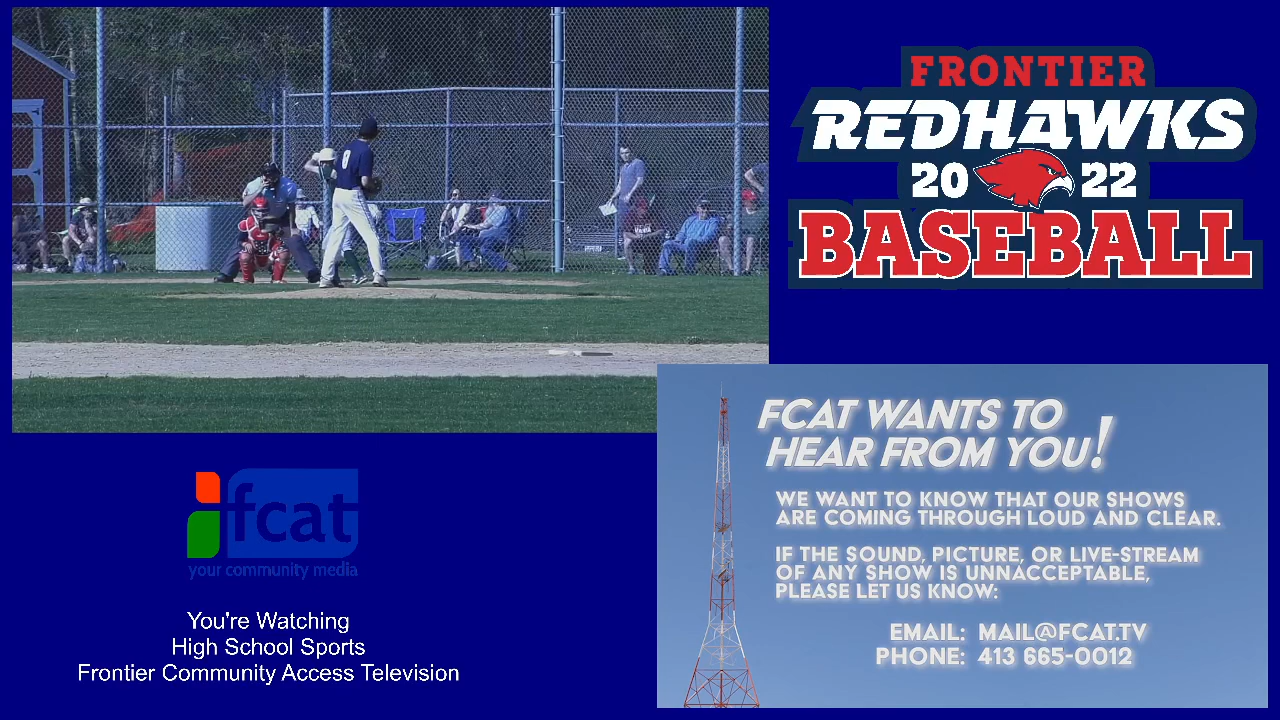 FRONTIER
REDHAWKS
20 22
BASEBALL
8
FCAT WANTS TO
HEAR FROM YOU!
WE WANT TO KNOW THAT OUR SHOWS
ARE COMING THROUGH LOUD AND CLEAR.
IF THE SOUND, PICTURE, OR LIVE-STREAM
OF ANY SHOW IS UNNACCEPTABLE,
PLEASE LET US KNOW:
EMAIL: MAIL@FCAT.TV
PHONE: 413 665-0012
fcat
your community media
You're Watching
High School Sports
Frontier Community Access Television